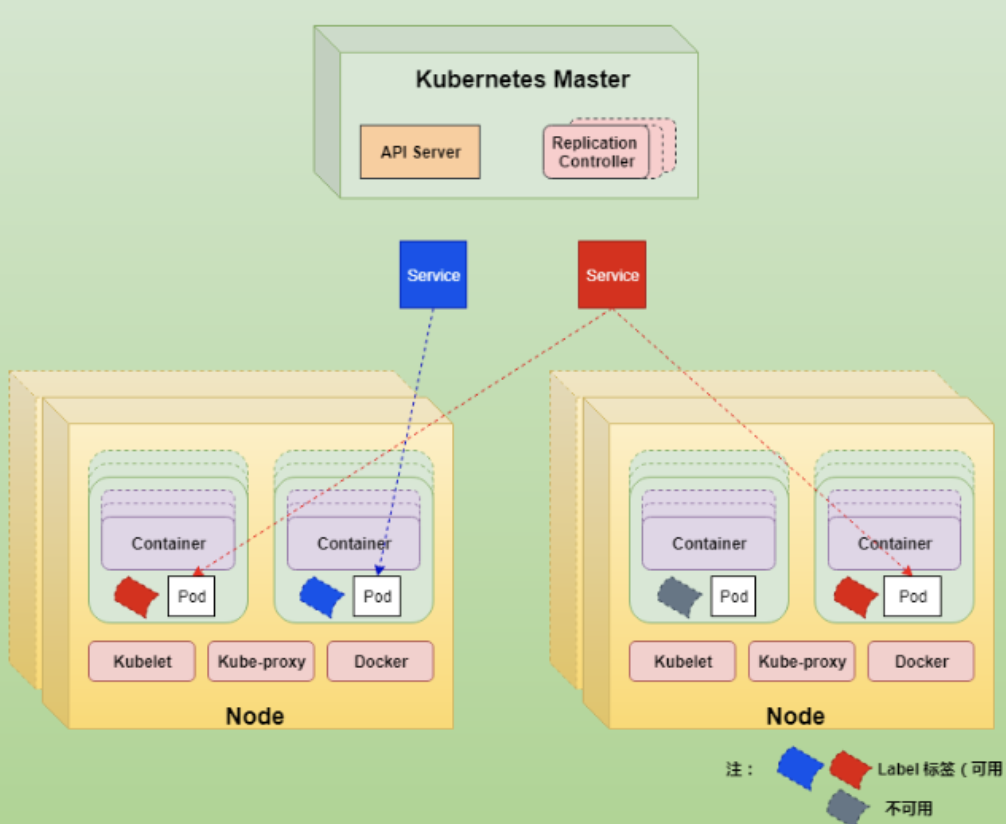 Kubernetes Master
API Server
Replication
Controller
Service
Service
Container
Container
Container
Container
Pod
Pod
Pod
Pod
Kubelet
Kube-proxy
Docker
Kubelet
Kube-proxy
Docker
Node
Node
注：
Label 标签 ( 可用
不可用